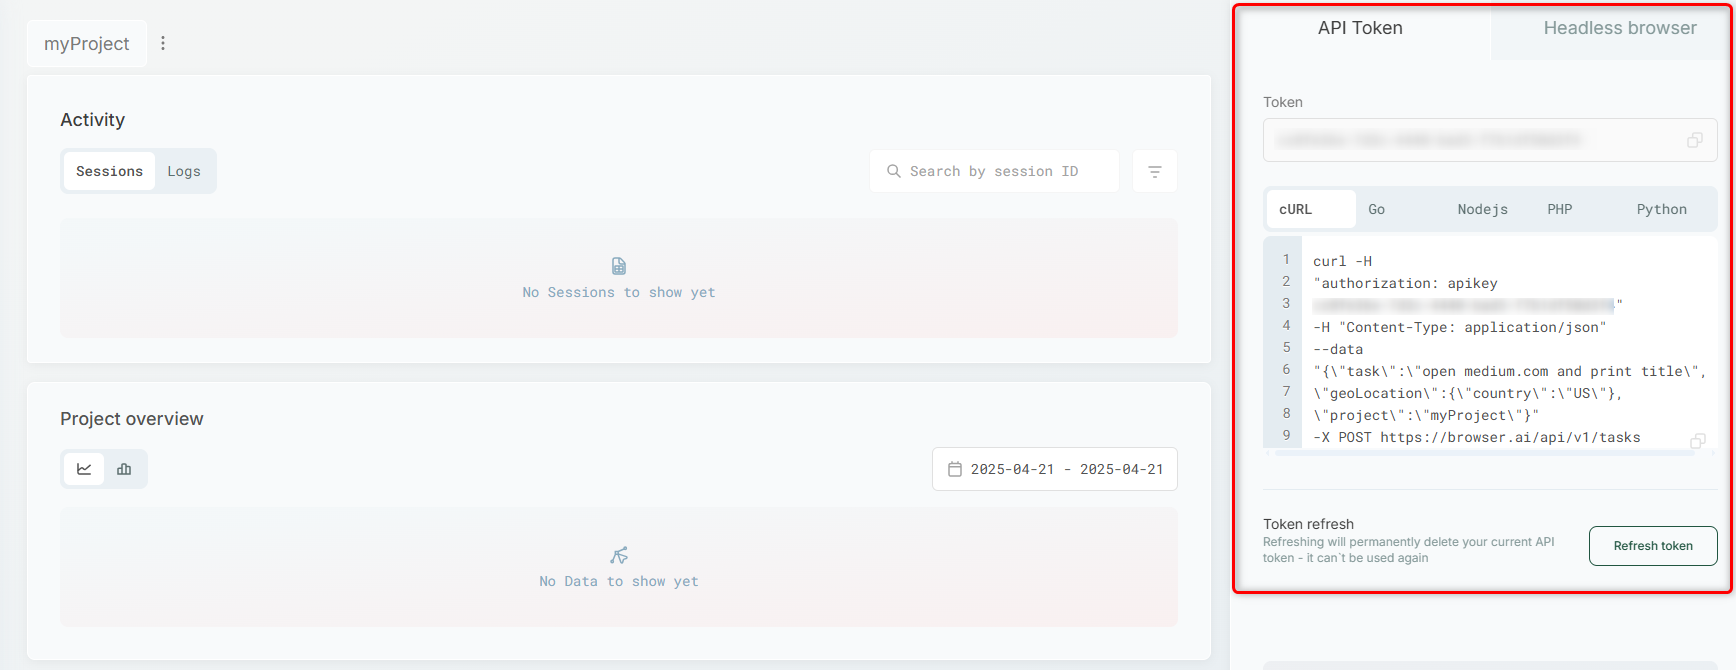 myProject
Activity
Sessions Logs
Search by session ID
No Sessions to show yet
Project overview
2025-04-21 - 2025-04-21
No Data to show yet
API Token Headless browser
Token
cURL Go Nodejs PHP Python
1 curl -H
2 "authorization: apikey
3 "
4 -H "Content-Type: application/json"
5 --data
6 "{\"task\":\"open medium.com and print title\",
7 \"geoLocation\":{\"country\":\"US\"},
8 \"project\":\"myProject\"}"
9 -X POST https://browser.ai/api/v1/tasks
Token refresh
Refreshing will permanently delete your current API
token - it can`t be used again
Refresh token